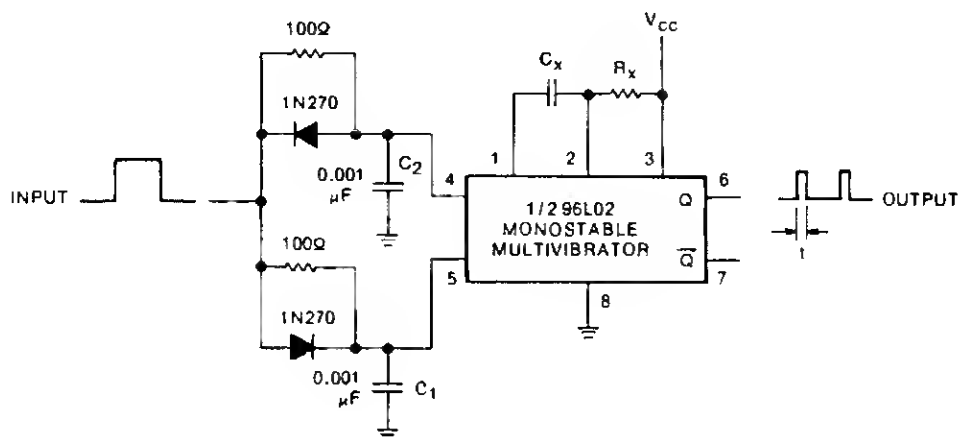 100Ω
1N270
0.001
μF
C2
INPUT
100Ω
1N270
0.001
μF
C1
VCC
Cx
Rx
1
2
3
4
5
6
7
8
1/2 96L02
MONOSTABLE
MULTIVIBRATOR
Q
Q̅
OUTPUT
t